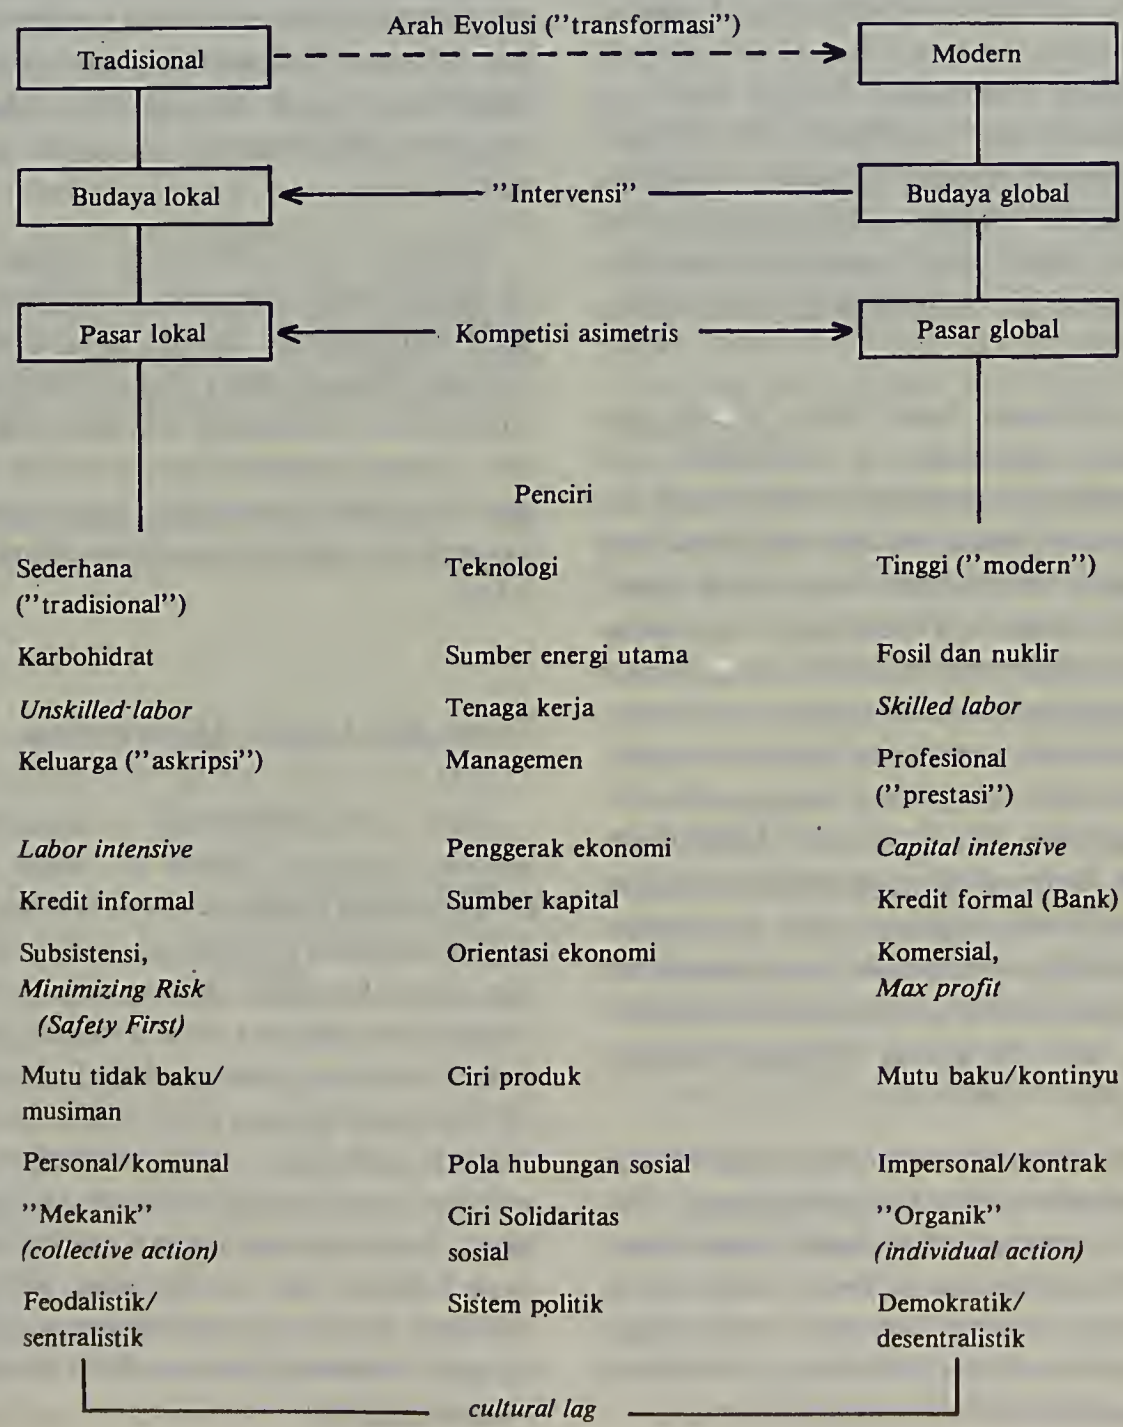 Arah Evolusi (”transformasi”)
Tradisional
Modern
Budaya lokal
”Intervensi”
Budaya global
Pasar lokal
Kompetisi asimetris
Pasar global
Penciri
Sederhana
(”tradisional”)
Teknologi
Tinggi (”modern”)
Karbohidrat
Sumber energi utama
Fosil dan nuklir
Unskilled-labor
Tenaga kerja
Skilled labor
Keluarga (”askripsi”)
Managemen
Profesional
(”prestasi”)
Labor intensive
Penggerak ekonomi
Capital intensive
Kredit informal
Sumber kapital
Kredit formal (Bank)
Subsistensi,
Minimizing Risk
(Safety First)
Orientasi ekonomi
Komersial,
Max profit
Mutu tidak baku/
musiman
Ciri produk
Mutu baku/kontinyu
Personal/komunal
Pola hubungan sosial
Impersonal/kontrak
”Mekanik”
(collective action)
Ciri Solidaritas
sosial
”Organik”
(individual action)
Feodalistik/
sentralistik
Sistem politik
Demokratik/
desentralistik
cultural lag